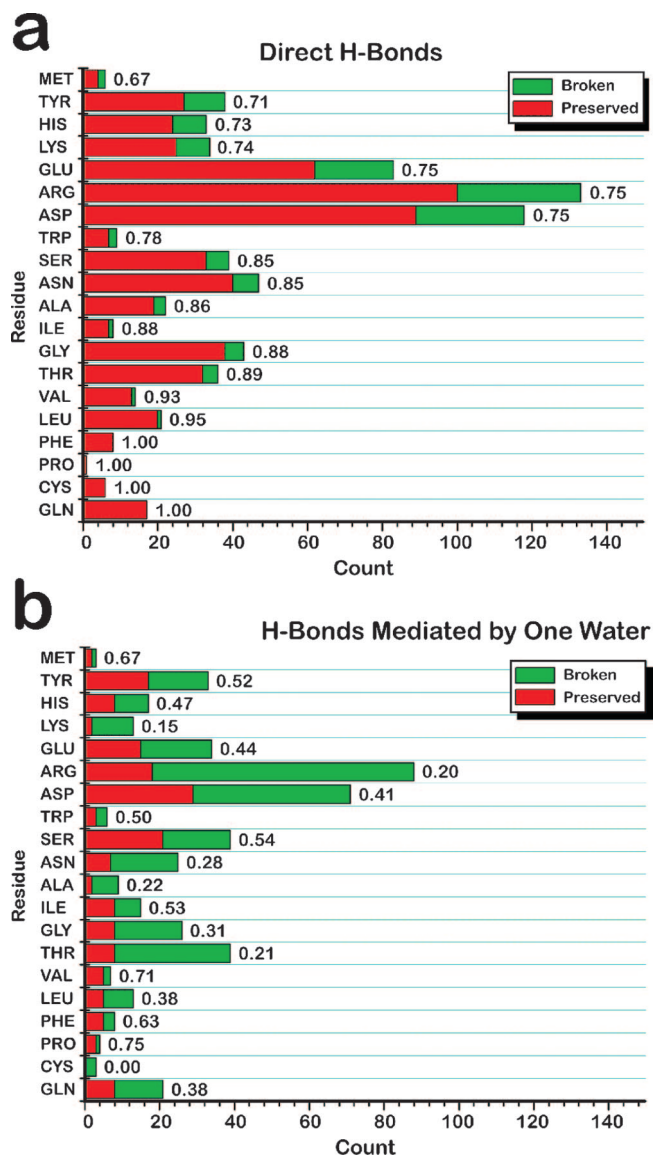 a
Direct H-Bonds
Broken
Preserved
MET 0.67
TYR 0.71
HIS 0.73
LYS 0.74
GLU 0.75
ARG 0.75
ASP 0.75
TRP 0.78
SER 0.85
ASN 0.85
ALA 0.86
ILE 0.88
GLY 0.88
THR 0.89
VAL 0.93
LEU 0.95
PHE 1.00
PRO 1.00
CYS 1.00
GLN 1.00
Residue
0 20 40 60 80 100 120 140
Count
b
H-Bonds Mediated by One Water
Broken
Preserved
MET 0.67
TYR 0.52
HIS 0.47
LYS 0.15
GLU 0.44
ARG 0.20
ASP 0.41
TRP 0.50
SER 0.54
ASN 0.28
ALA 0.22
ILE 0.53
GLY 0.31
THR 0.21
VAL 0.71
LEU 0.38
PHE 0.63
PRO 0.75
CYS 0.00
GLN 0.38
Residue
0 20 40 60 80 100 120 140
Count